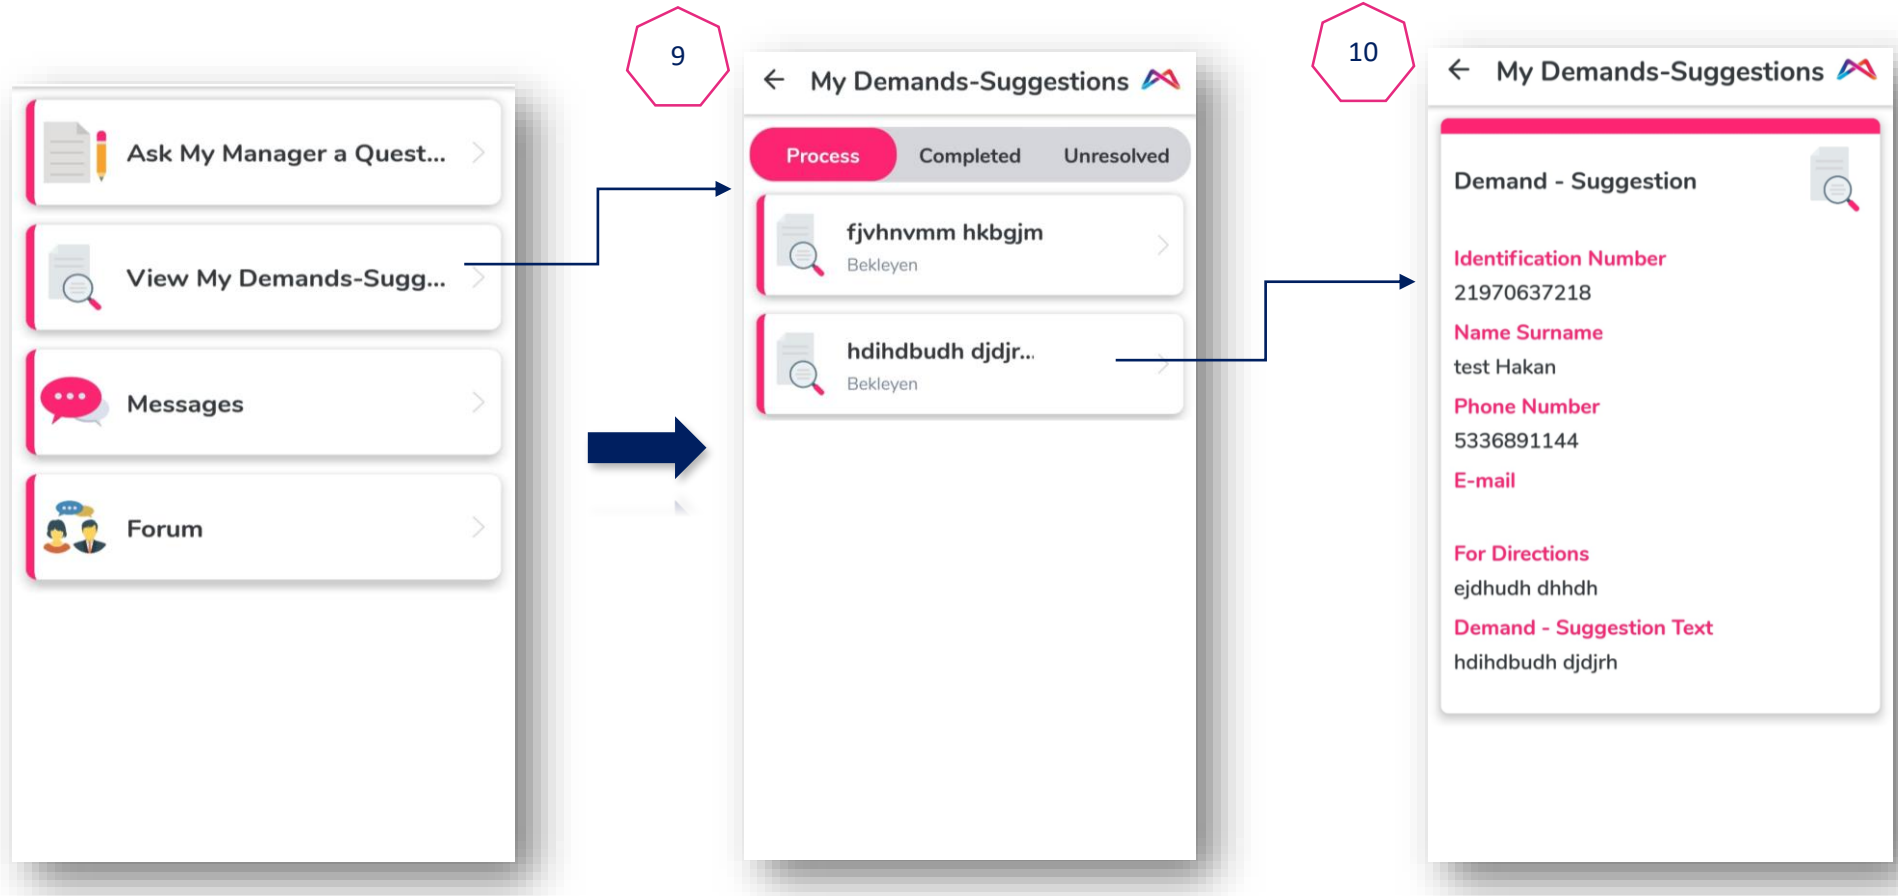 Ask My Manager a Quest...
View My Demands-Sugg...
Messages
Forum
9
My Demands-Suggestions
Process Completed Unresolved
fjvhnvmm hkbgjm
Bekleyen
hdihdbudh djdjr...
Bekleyen
10
My Demands-Suggestions
Demand - Suggestion
Identification Number
21970637218
Name Surname
test Hakan
Phone Number
5336891144
E-mail
For Directions
ejdhudh dhhdh
Demand - Suggestion Text
hdihdbudh djdjrh